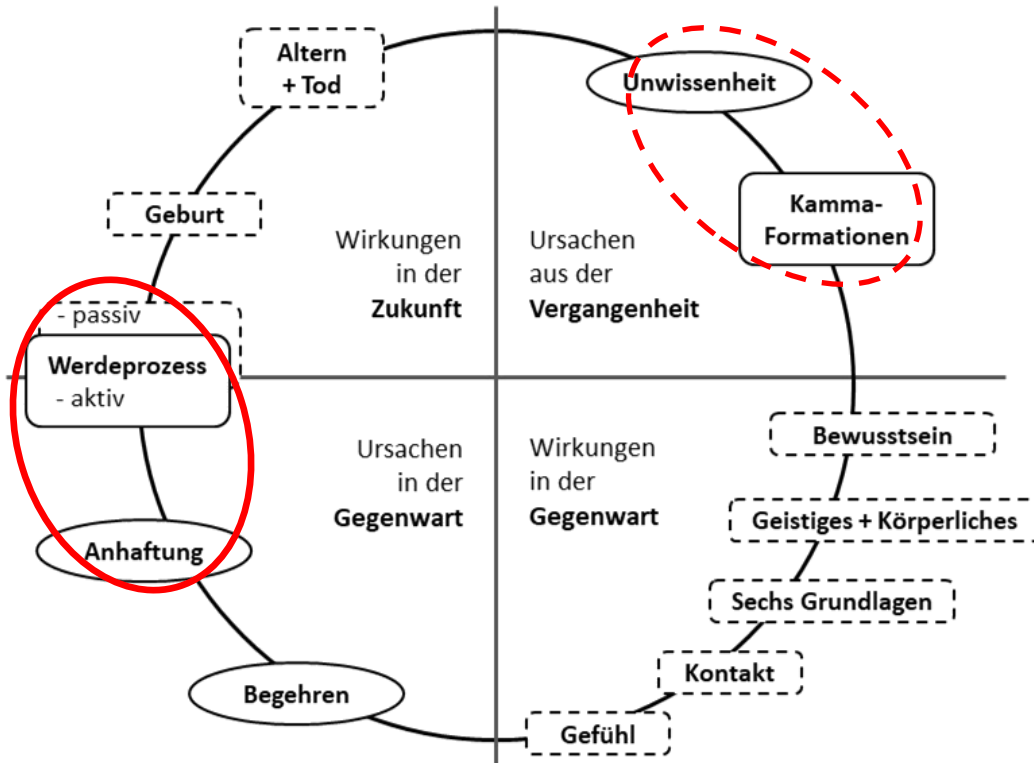 Altern
+ Tod
Unwissenheit
Geburt
Kamma-
Formationen
Wirkungen
in der
Zukunft
Ursachen
aus der
Vergangenheit
- passiv
Werdeprozess
- aktiv
Bewusstsein
Ursachen
in der
Gegenwart
Wirkungen
in der
Gegenwart
Geistiges + Körperliches
Anhaftung
Sechs Grundlagen
Kontakt
Begehren
Gefühl